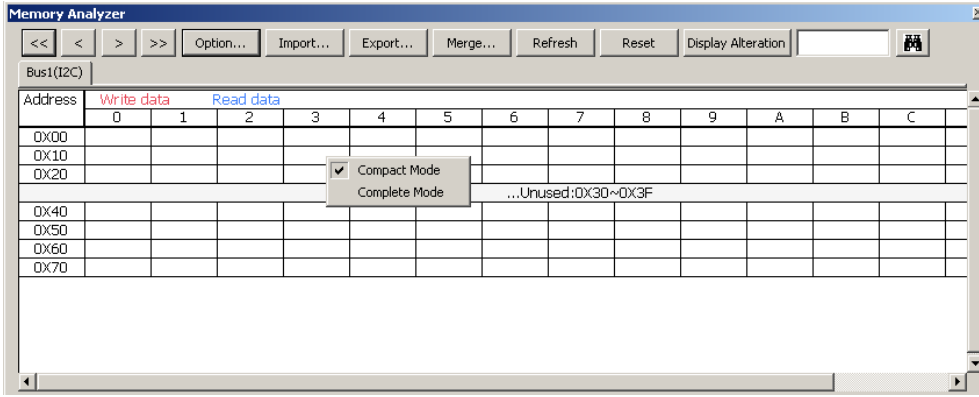 Memory Analyzer
<< < > >> Option... Import... Export... Merge... Refresh Reset Display Alteration
Bus1(I2C)
Address Write data Read data
0 1 2 3 4 5 6 7 8 9 A B C
0X00
0X10
0X20
Compact Mode
Complete Mode
...Unused:0X30~0X3F
0X40
0X50
0X60
0X70